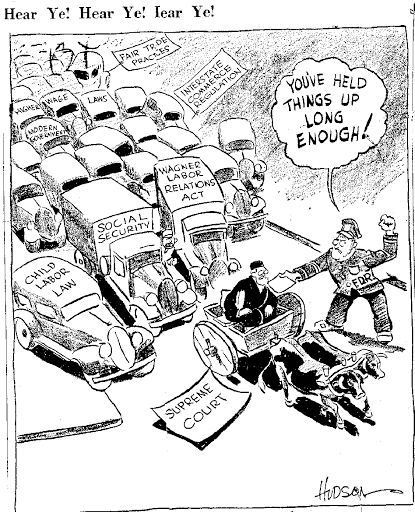 Hear Ye! Hear Ye! Iear Ye!
FAIR TRADE
PRACTICES
INTERSTATE
COMMERCE
REGULATION
YOU'VE HELD
THINGS UP
LONG
ENOUGH!
WAGE
LAWS
MODERN
WAGNER
LABOR
RELATIONS
ACT
SOCIAL
SECURITY
CHILD
LABOR
LAW
FDR
SUPREME
COURT
HUDSON